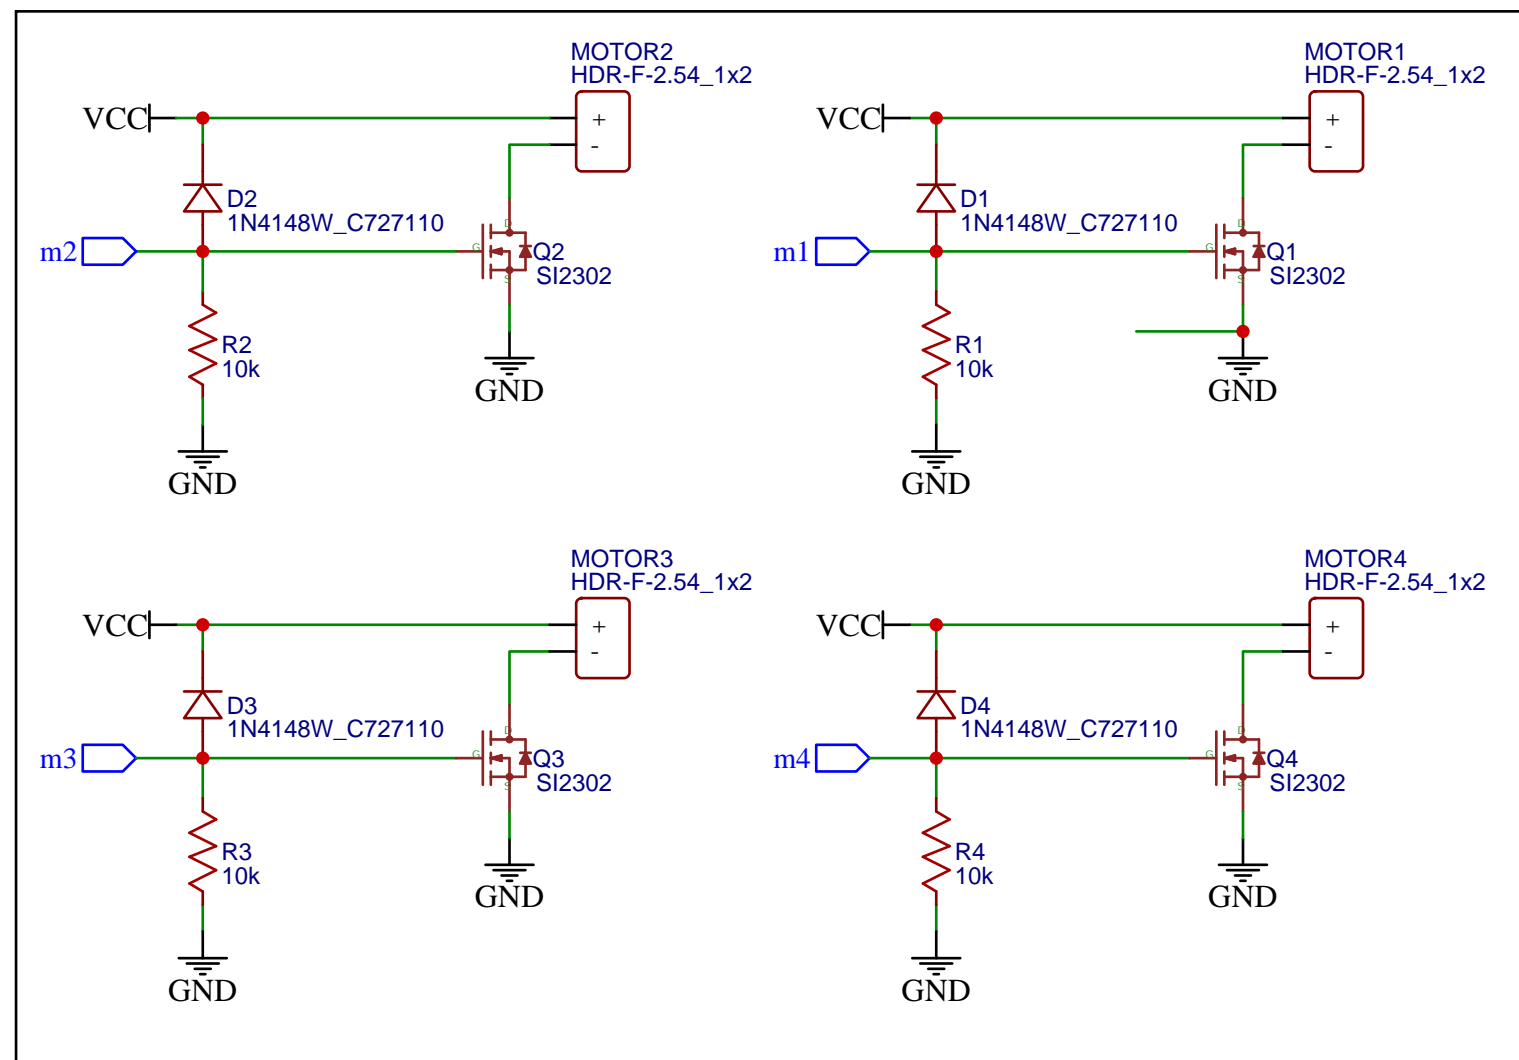 MOTOR2
HDR-F-2.54_1x2
VCC
+
-
D2
1N4148W_C727110
D
m2
G
Q2
SI2302
S
R2
10k
GND
GND
MOTOR1
HDR-F-2.54_1x2
VCC
+
-
D1
1N4148W_C727110
D
m1
G
Q1
SI2302
S
R1
10k
GND
GND
MOTOR3
HDR-F-2.54_1x2
VCC
+
-
D3
1N4148W_C727110
D
m3
G
Q3
SI2302
S
R3
10k
GND
GND
MOTOR4
HDR-F-2.54_1x2
VCC
+
-
D4
1N4148W_C727110
D
m4
G
Q4
SI2302
S
R4
10k
GND
GND